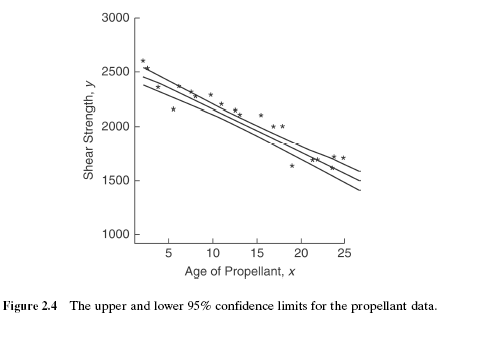 3000
2500
2000
1500
1000
Shear Strength, y
5 10 15 20 25
Age of Propellant, x
Figure 2.4 The upper and lower 95% confidence limits for the propellant data.